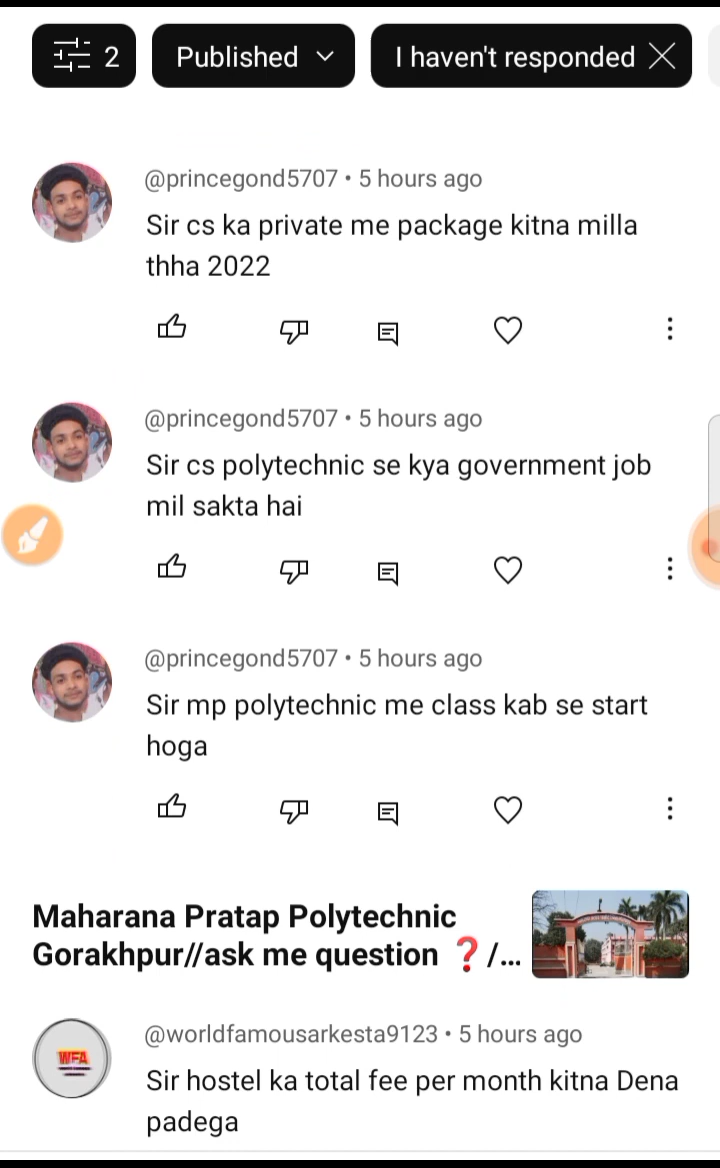 2
Published
I haven't responded
@princegond5707 • 5 hours ago
Sir cs ka private me package kitna milla
thha 2022
@princegond5707 • 5 hours ago
Sir cs polytechnic se kya government job
mil sakta hai
@princegond5707 • 5 hours ago
Sir mp polytechnic me class kab se start
hoga
Maharana Pratap Polytechnic
Gorakhpur//ask me question ❓/...
@worldfamousarkesta9123 • 5 hours ago
WFA
Sir hostel ka total fee per month kitna Dena
padega